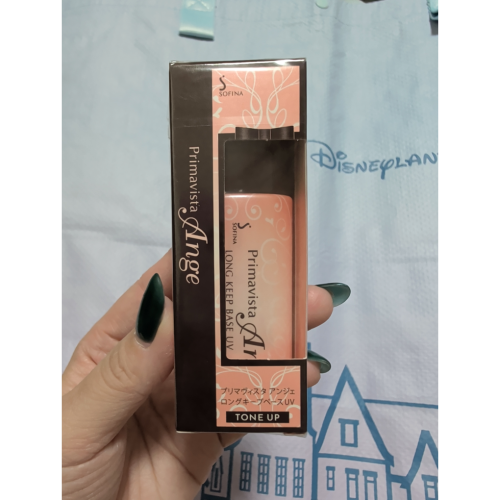 SOFINA
Primavista
Ange
SOFINA
Primavista
An
LONG KEEP BASE UV
プリマヴィスタ アンジェ
ロングキープベースUV
TONE UP
DISNEYLAN